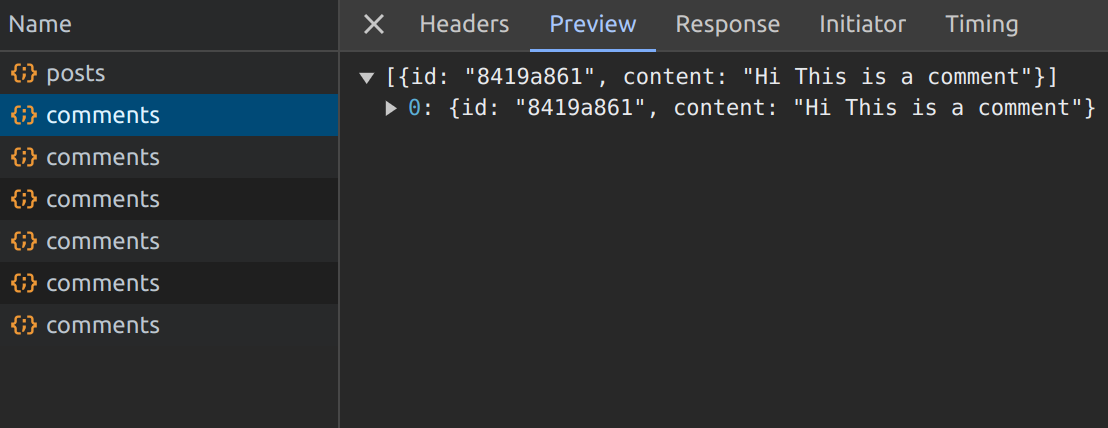 Name
Headers Preview Response Initiator Timing
posts
comments
comments
comments
comments
comments
comments
[{id: "8419a861", content: "Hi This is a comment"}]
0: {id: "8419a861", content: "Hi This is a comment"}